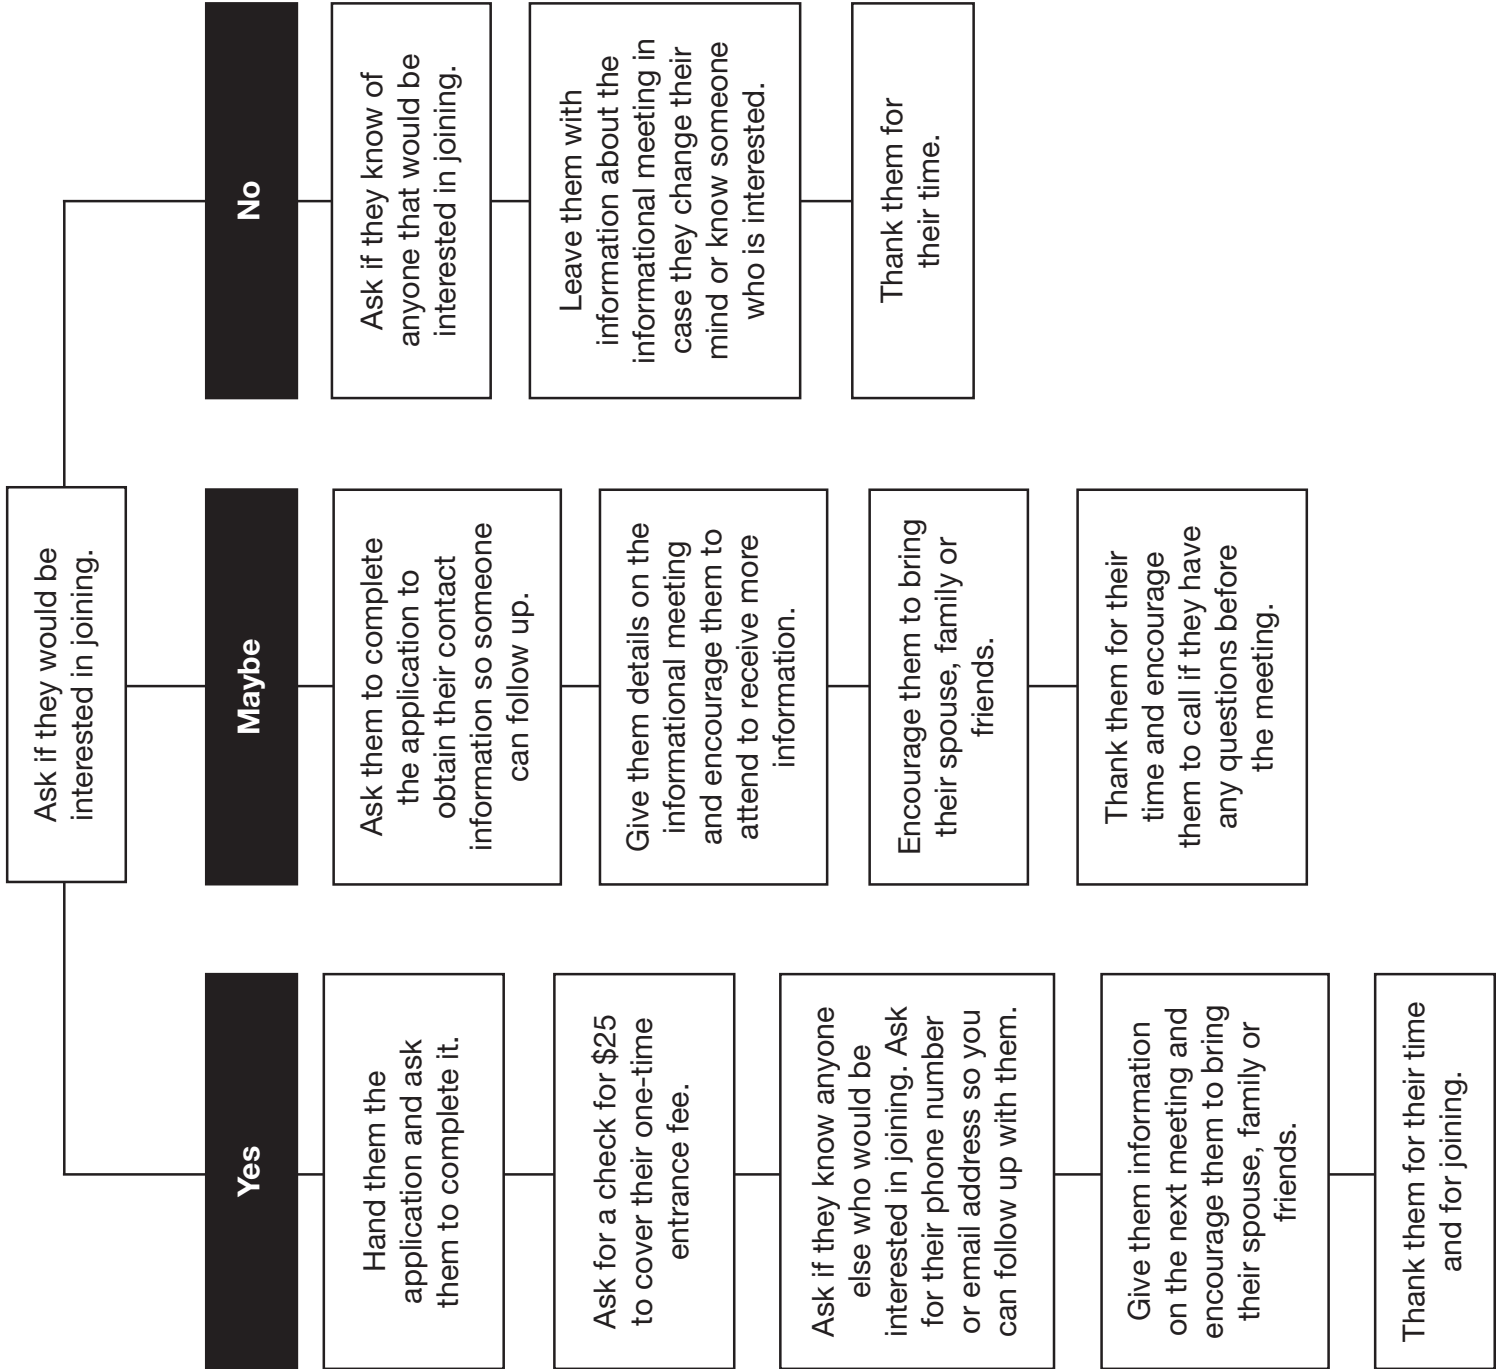 Ask if they would be
interested in joining.
Yes
Hand them the
application and ask
them to complete it.
Ask for a check for $25
to cover their one-time
entrance fee.
Ask if they know anyone
else who would be
interested in joining. Ask
for their phone number
or email address so you
can follow up with them.
Give them information
on the next meeting and
encourage them to bring
their spouse, family or
friends.
Thank them for their time
and for joining.
Maybe
Ask them to complete
the application to
obtain their contact
information so someone
can follow up.
Give them details on the
informational meeting
and encourage them to
attend to receive more
information.
Encourage them to bring
their spouse, family or
friends.
Thank them for their
time and encourage
them to call if they have
any questions before
the meeting.
No
Ask if they know of
anyone that would be
interested in joining.
Leave them with
information about the
informational meeting in
case they change their
mind or know someone
who is interested.
Thank them for
their time.